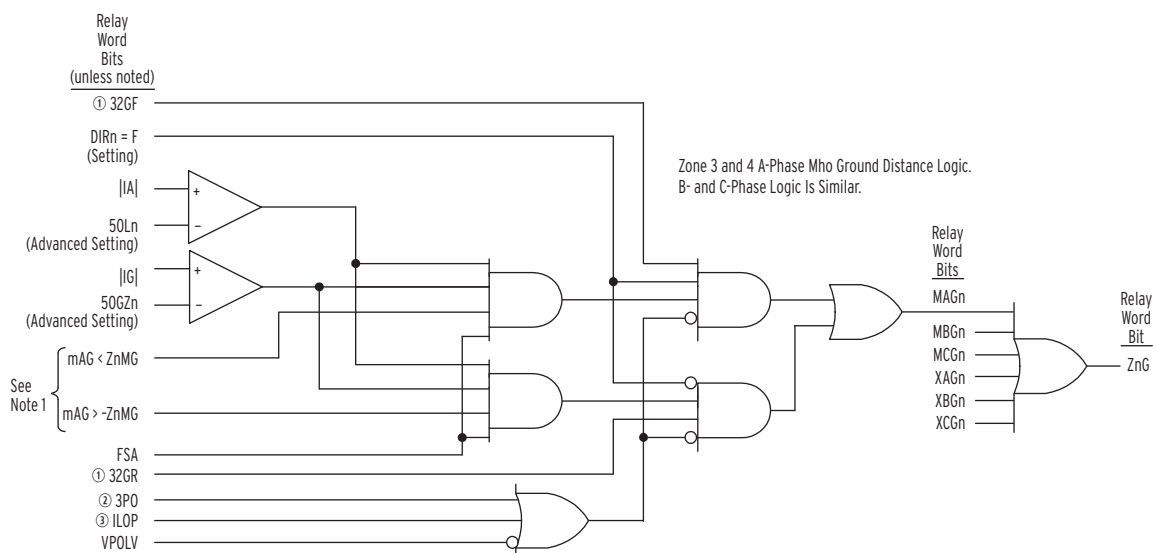 Relay
Word
Bits
(unless noted)
① 32GF
DIRn = F
(Setting)
|IA|
+
50Ln
−
(Advanced Setting)
|IG|
+
50GZn
−
(Advanced Setting)
See
Note 1
mAG < ZnMG
mAG > -ZnMG
FSA
① 32GR
② 3PO
③ ILOP
VPOLV
Zone 3 and 4 A-Phase Mho Ground Distance Logic.
B- and C-Phase Logic Is Similar.
Relay
Word
Bits
MAGn
MBGn
MCGn
XAGn
XBGn
XCGn
Relay
Word
Bit
ZnG